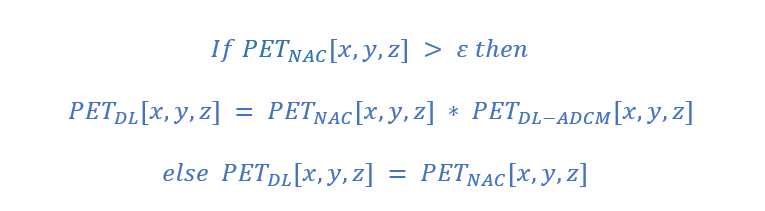 If PET_NAC[x, y, z] > ε then
PET_DL[x, y, z] = PET_NAC[x, y, z] * PET_DL−ADCM[x, y, z]
else PET_DL[x, y, z] = PET_NAC[x, y, z]